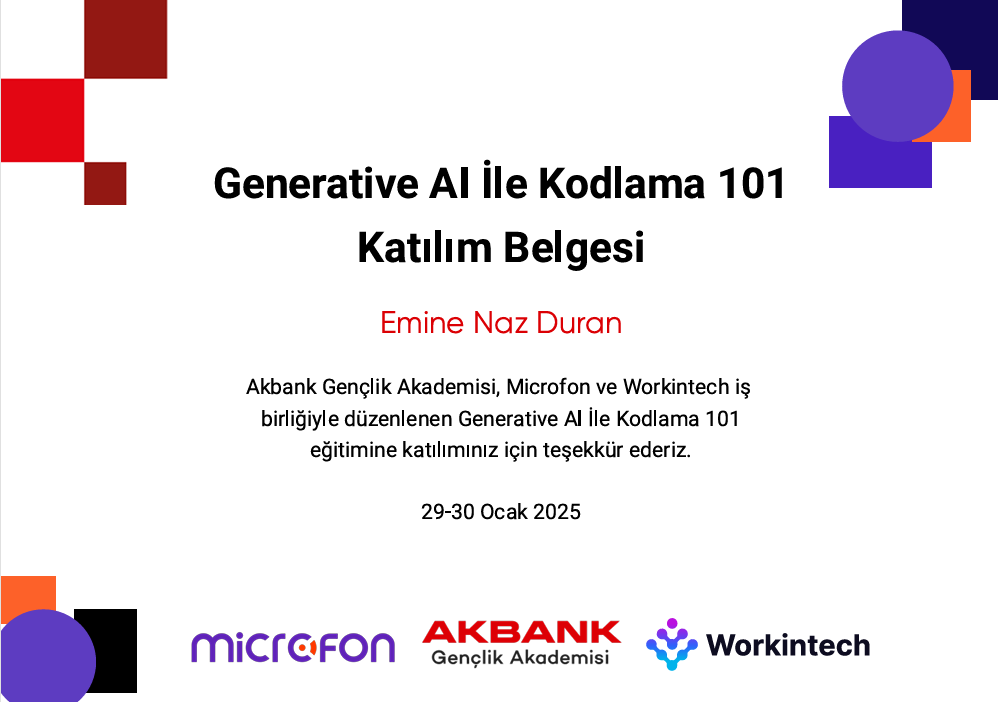 Generative AI İle Kodlama 101
Katılım Belgesi
Emine Naz Duran
Akbank Gençlik Akademisi, Microfon ve Workintech iş
birliğiyle düzenlenen Generative AI İle Kodlama 101
eğitimine katılımınız için teşekkür ederiz.
29-30 Ocak 2025
microfon
AKBANK
Gençlik Akademisi
Workintech